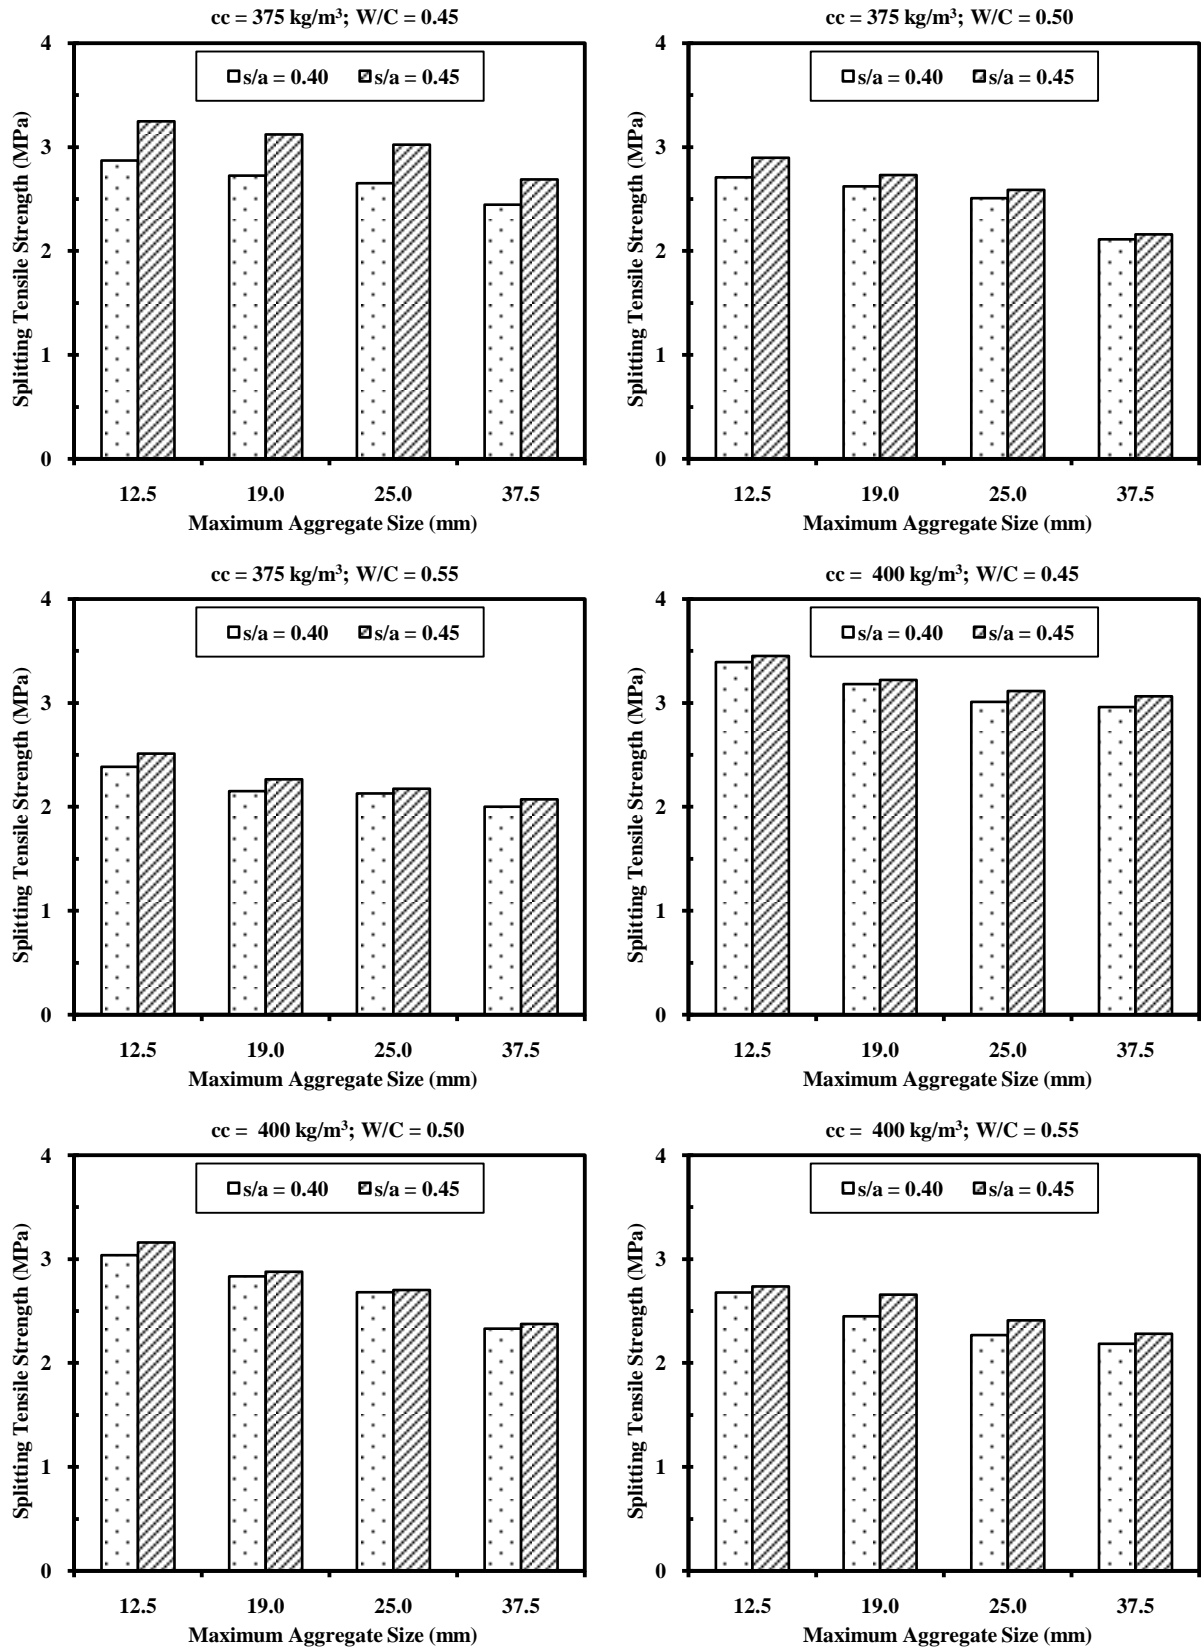 cc = 375 kg/m³; W/C = 0.45
4
3
2
1
0
Splitting Tensile Strength (MPa)
s/a = 0.40 s/a = 0.45
12.5 19.0 25.0 37.5
Maximum Aggregate Size (mm)
cc = 375 kg/m³; W/C = 0.50
4
3
2
1
0
Splitting Tensile Strength (MPa)
s/a = 0.40 s/a = 0.45
12.5 19.0 25.0 37.5
Maximum Aggregate Size (mm)
cc = 375 kg/m³; W/C = 0.55
4
3
2
1
0
Splitting Tensile Strength (MPa)
s/a = 0.40 s/a = 0.45
12.5 19.0 25.0 37.5
Maximum Aggregate Size (mm)
cc = 400 kg/m³; W/C = 0.45
4
3
2
1
0
Splitting Tensile Strength (MPa)
s/a = 0.40 s/a = 0.45
12.5 19.0 25.0 37.5
Maximum Aggregate Size (mm)
cc = 400 kg/m³; W/C = 0.50
4
3
2
1
0
Splitting Tensile Strength (MPa)
s/a = 0.40 s/a = 0.45
12.5 19.0 25.0 37.5
Maximum Aggregate Size (mm)
cc = 400 kg/m³; W/C = 0.55
4
3
2
1
0
Splitting Tensile Strength (MPa)
s/a = 0.40 s/a = 0.45
12.5 19.0 25.0 37.5
Maximum Aggregate Size (mm)